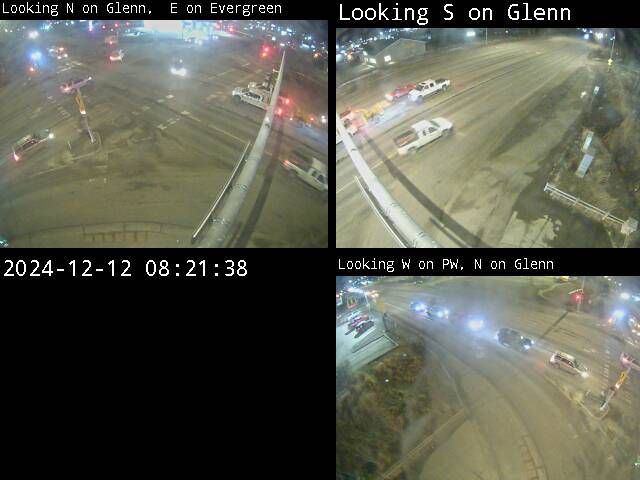 Looking N on Glenn,  E on Evergreen
Looking S on Glenn
2024-12-12 08:21:38
Looking W on PW, N on Glenn